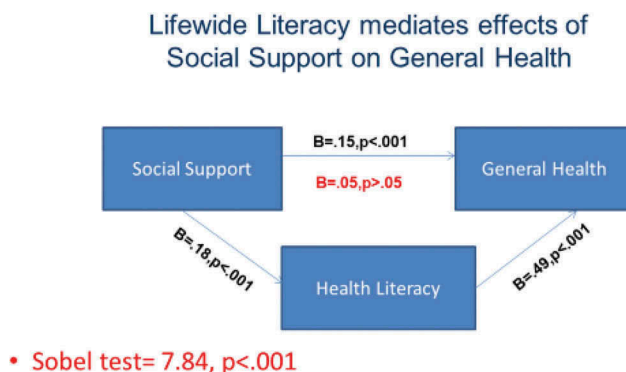 Lifewide Literacy mediates effects of
Social Support on General Health
B=.15,p<.001
Social Support
General Health
B=.05,p>.05
B=.18,p<.001
B=.49,p<.001
Health Literacy
• Sobel test= 7.84, p<.001